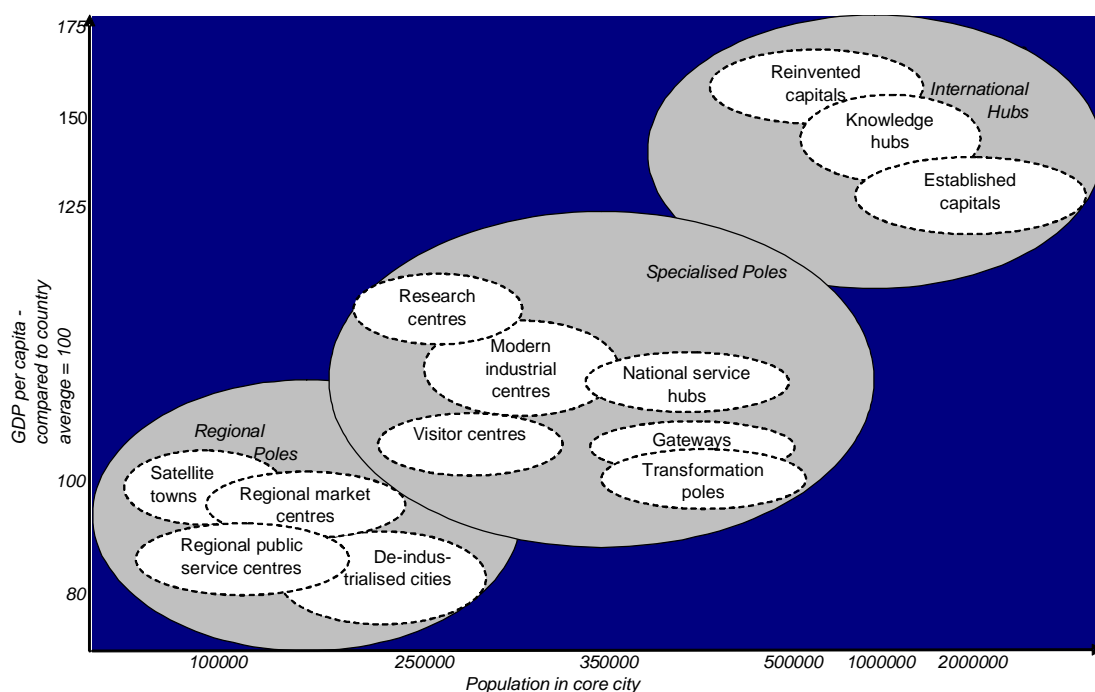 175
150
125
100
80
GDP per capita -
compared to country
average = 100
Reinvented
capitals
International
Hubs
Knowledge
hubs
Established
capitals
Specialised Poles
Research
centres
Modern
industrial
centres
National service
hubs
Visitor centres
Gateways
Transformation
poles
Regional
Poles
Satellite
towns
Regional market
centres
Regional public
service centres
De-indus-
trialised cities
100000
250000
350000
500000
1000000
2000000
Population in core city